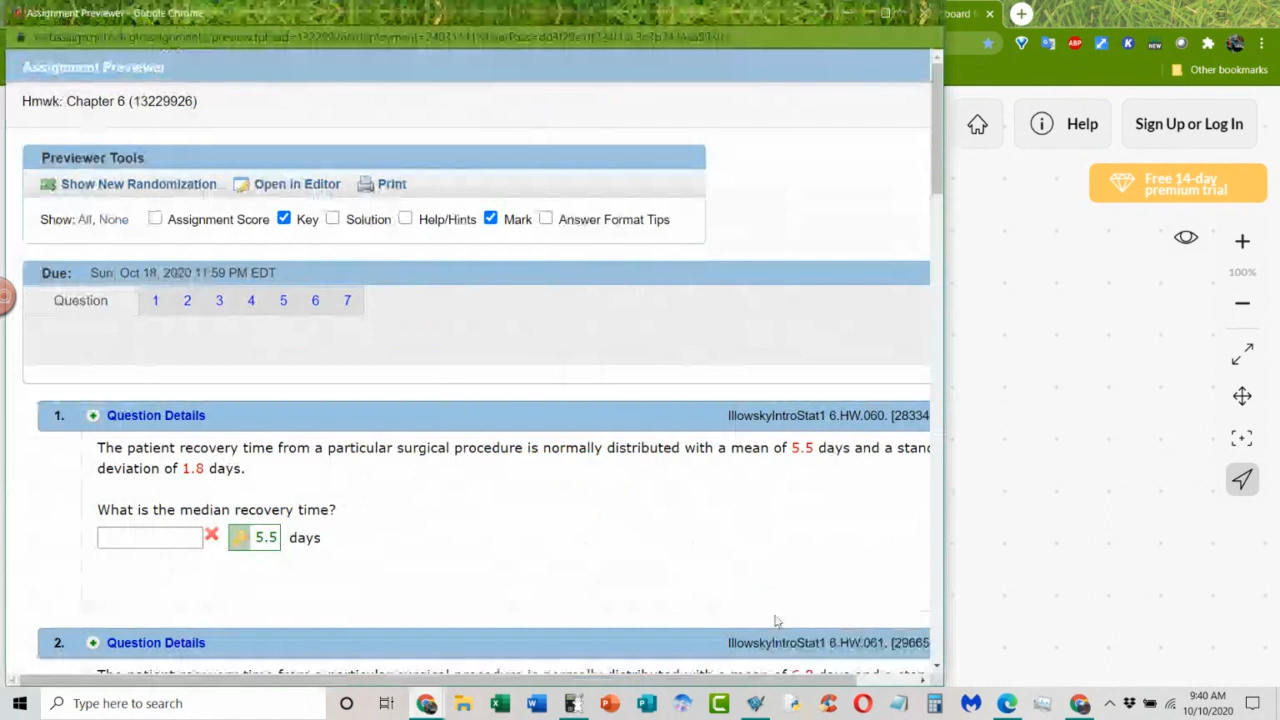 Assignment Previewer - Google Chrome
board
Other bookmarks
Assignment Previewer
Hmwk: Chapter 6 (13229926)
Help
Sign Up or Log In
Previewer Tools
Free 14-day
premium trial
Show New Randomization
Open in Editor
Print
Show: All, None
Assignment Score
Key
Solution
Help/Hints
Mark
Answer Format Tips
100%
Due: Sun, Oct 18, 2020 11:59 PM EDT
Question 1 2 3 4 5 6 7
1. Question Details IllowskyIntroStat1 6.HW.060. [28334
The patient recovery time from a particular surgical procedure is normally distributed with a mean of 5.5 days and a stan
deviation of 1.8 days.
What is the median recovery time?
5.5 days
2. Question Details IllowskyIntroStat1 6.HW.061. [29665
Type here to search
9:40 AM
10/10/2020